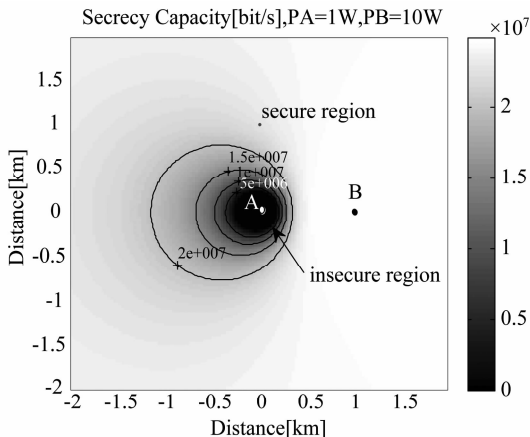 Secrecy Capacity[bit/s],PA=1W,PB=10W
×10⁷
Distance[km]
1.5
1
0.5
0
-0.5
-1
-1.5
-2
secure region
1.5e+007
1e+007
5e+006
A
B
2e+007
insecure region
-2
-1.5
-1
-0.5
0
0.5
1
1.5
Distance[km]
2
1.5
1
0.5
0